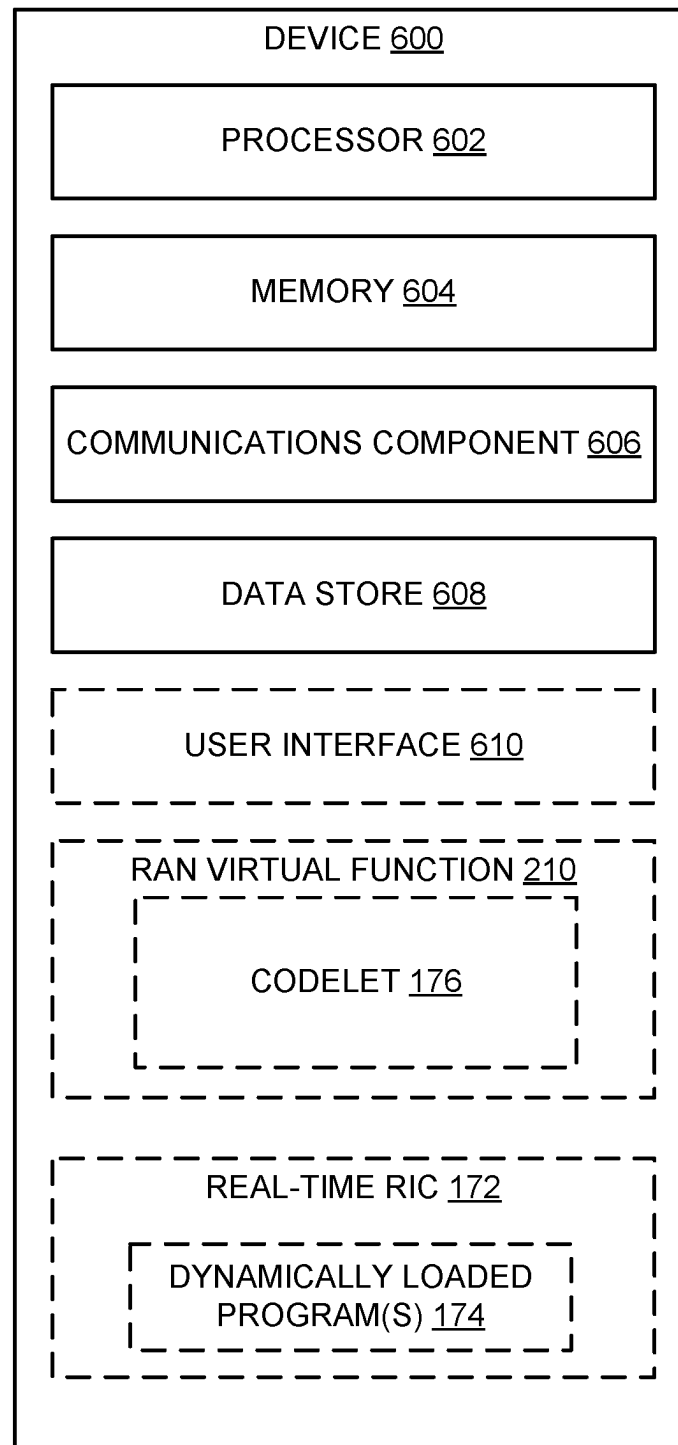 DEVICE 600
PROCESSOR 602
MEMORY 604
COMMUNICATIONS COMPONENT 606
DATA STORE 608
USER INTERFACE 610
RAN VIRTUAL FUNCTION 210
CODELET 176
REAL-TIME RIC 172
DYNAMICALLY LOADED
PROGRAM(S) 174